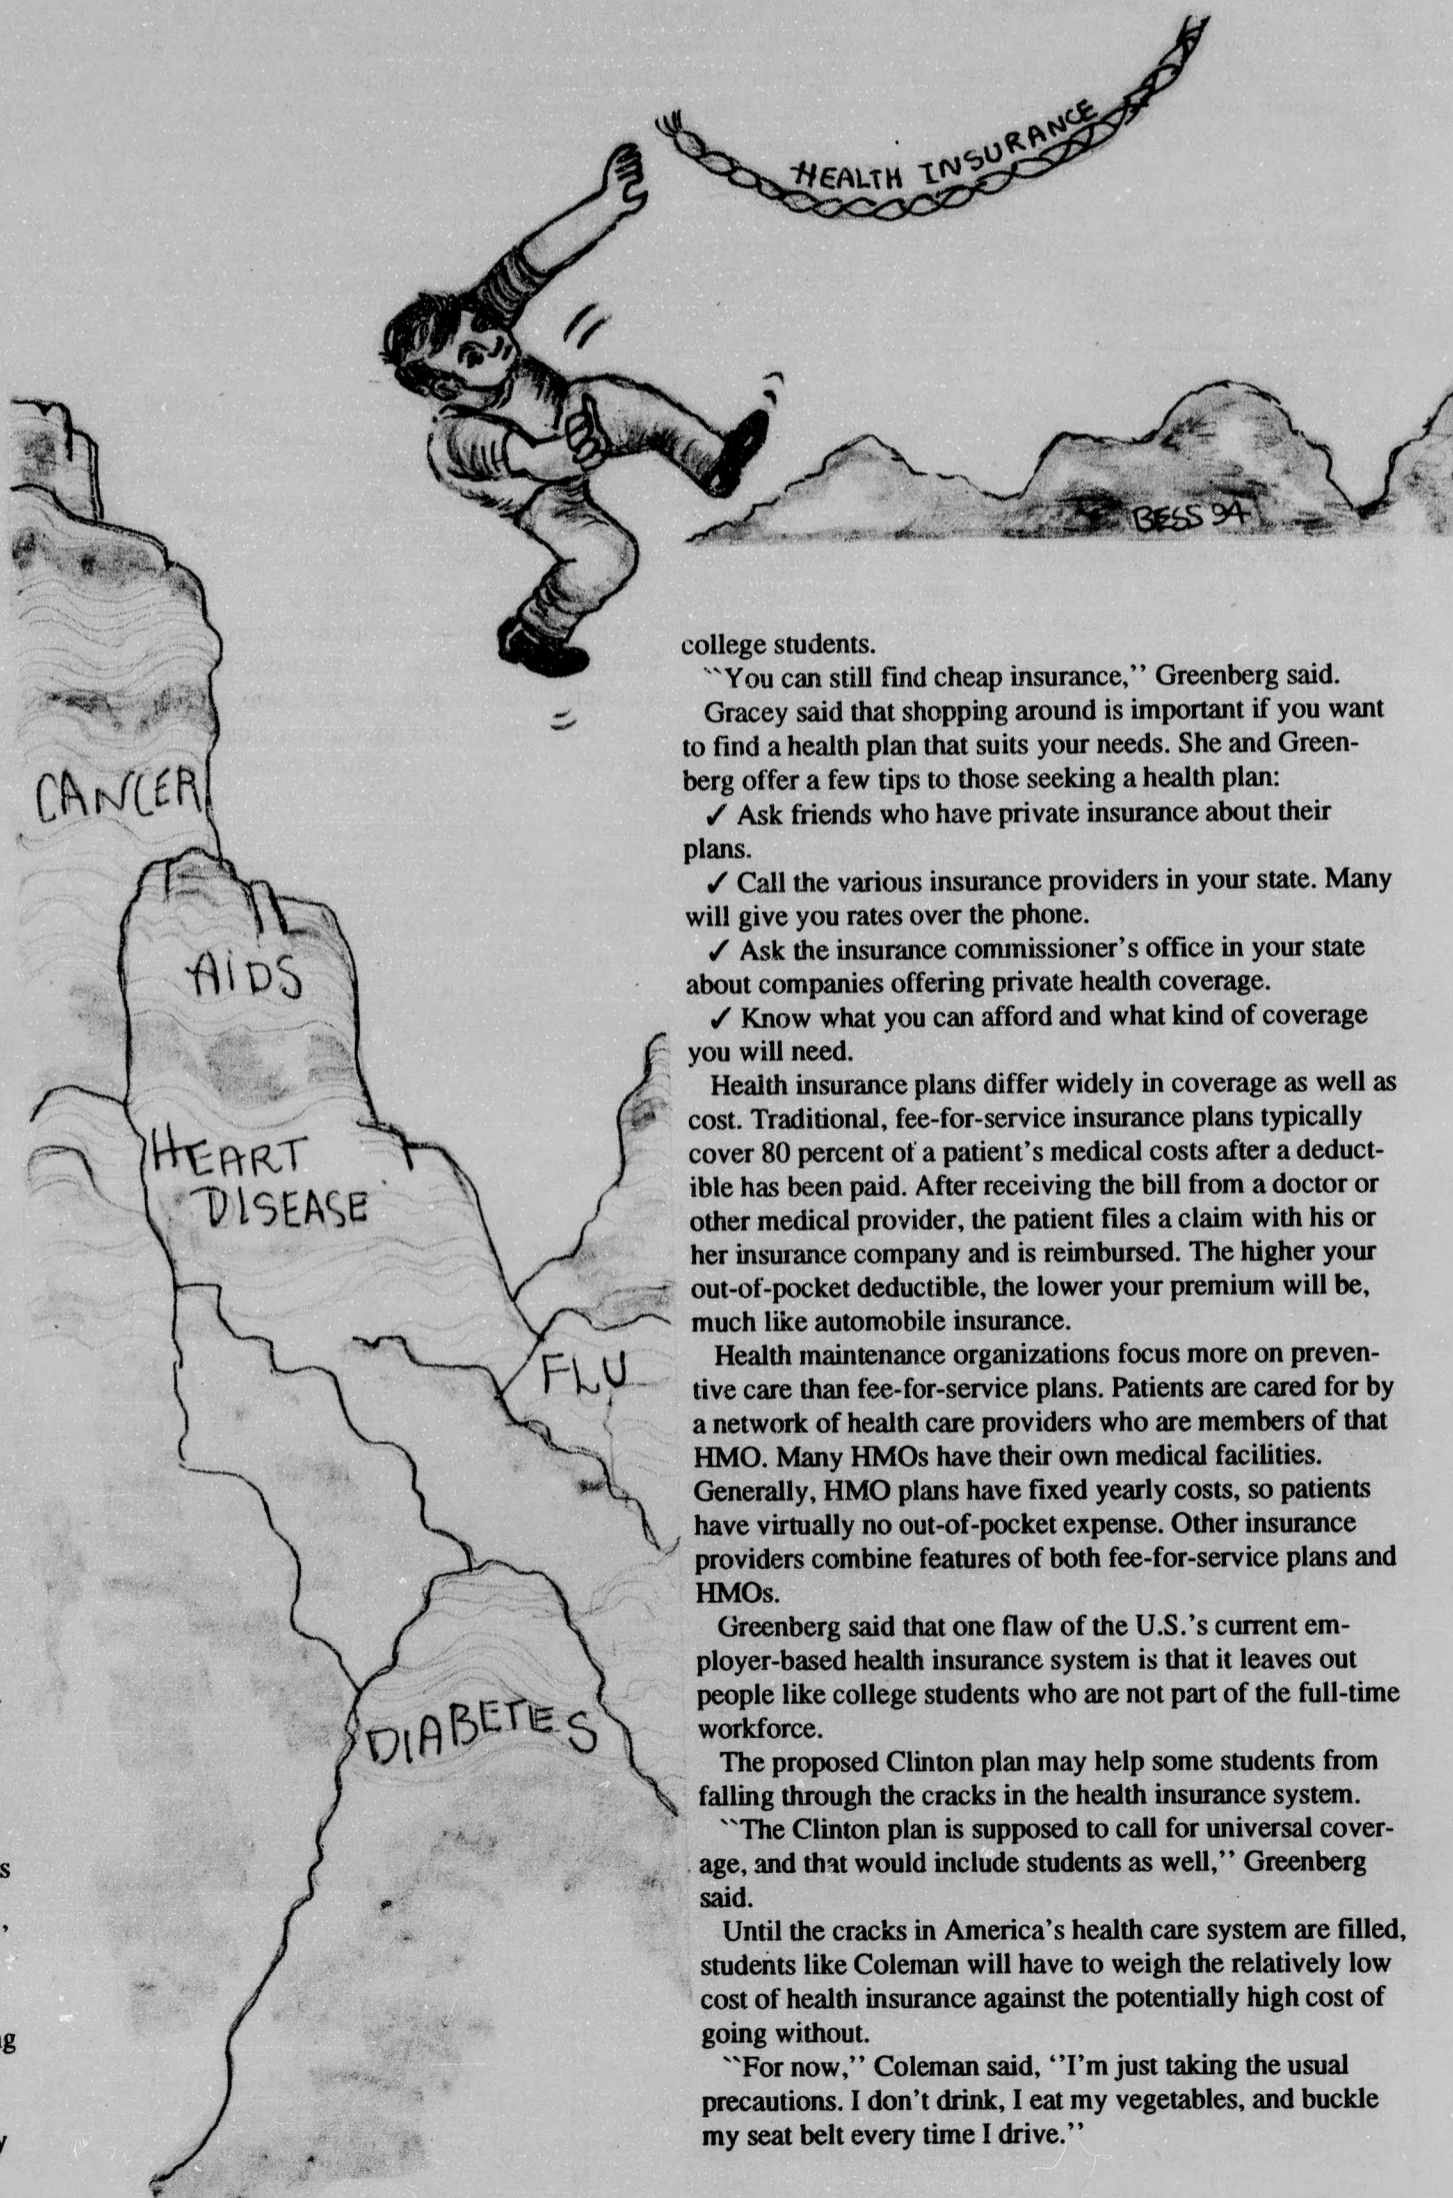 HEALTH INSURANCE
BESS 94
CANCER
AIDS
HEART
DISEASE
FLU
DIABETES
s
,
g
y
college students.
``You can still find cheap insurance,'' Greenberg said.
Gracey said that shopping around is important if you want
to find a health plan that suits your needs. She and Green-
berg offer a few tips to those seeking a health plan:
✓ Ask friends who have private insurance about their
plans.
✓ Call the various insurance providers in your state. Many
will give you rates over the phone.
✓ Ask the insurance commissioner's office in your state
about companies offering private health coverage.
✓ Know what you can afford and what kind of coverage
you will need.
Health insurance plans differ widely in coverage as well as
cost. Traditional, fee-for-service insurance plans typically
cover 80 percent of a patient's medical costs after a deduct-
ible has been paid. After receiving the bill from a doctor or
other medical provider, the patient files a claim with his or
her insurance company and is reimbursed. The higher your
out-of-pocket deductible, the lower your premium will be,
much like automobile insurance.
Health maintenance organizations focus more on preven-
tive care than fee-for-service plans. Patients are cared for by
a network of health care providers who are members of that
HMO. Many HMOs have their own medical facilities.
Generally, HMO plans have fixed yearly costs, so patients
have virtually no out-of-pocket expense. Other insurance
providers combine features of both fee-for-service plans and
HMOs.
Greenberg said that one flaw of the U.S.'s current em-
ployer-based health insurance system is that it leaves out
people like college students who are not part of the full-time
workforce.
The proposed Clinton plan may help some students from
falling through the cracks in the health insurance system.
``The Clinton plan is supposed to call for universal cover-
age, and that would include students as well,'' Greenberg
said.
Until the cracks in America's health care system are filled,
students like Coleman will have to weigh the relatively low
cost of health insurance against the potentially high cost of
going without.
``For now,'' Coleman said, ‘'I'm just taking the usual
precautions. I don't drink, I eat my vegetables, and buckle
my seat belt every time I drive.''